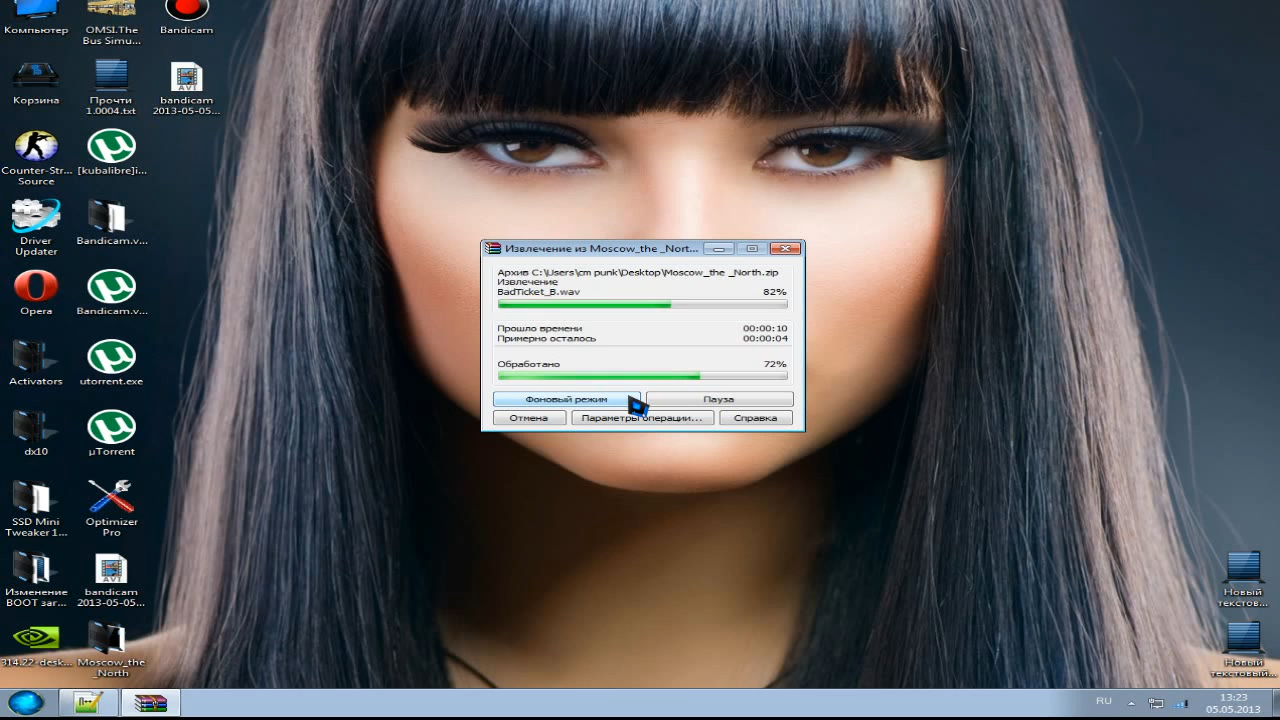 Компьютер
OMSI.The
Bus Simu...
Bandicam
Корзина
Прочти
1.0004.txt
bandicam
2013-05-05...
Counter-Str...
Source
[kubalibre]i...
Driver
Updater
Bandicam.v...
Opera
Bandicam.v...
Activators
utorrent.exe
dx10
µTorrent
SSD Mini
Tweaker 1...
Optimizer
Pro
Изменение
BOOT заг...
bandicam
2013-05-05...
314.22-desk...
Moscow_the
_North
Извлечение из Moscow_the _Nort...
Архив C:\Users\cm punk\Desktop\Moscow_the _North.zip
Извлечение
BadTicket_B.wav 82%
Прошло времени 00:00:10
Примерно осталось 00:00:04
Обработано 72%
Фоновый режим Пауза
Отмена Параметры операции... Справка
Новый
текстов...
Новый
текстовый...
RU
13:23
05.05.2013